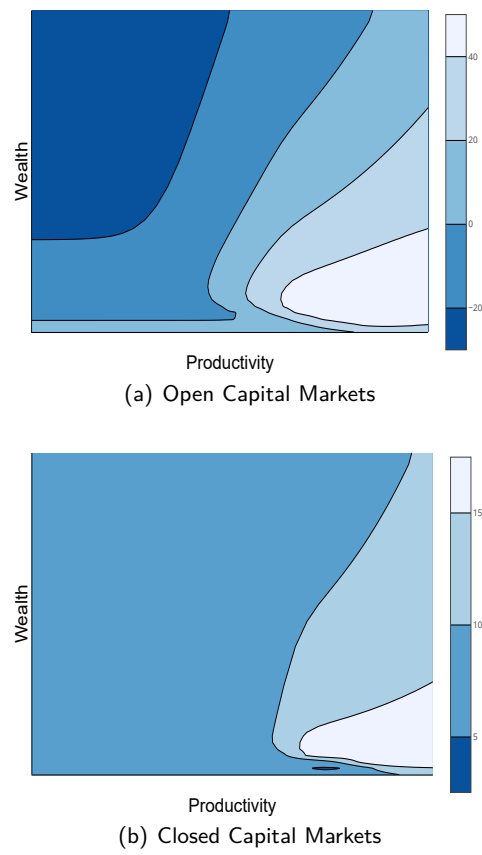 40
20
0
−20
Wealth
Productivity
(a) Open Capital Markets
15
10
5
Wealth
Productivity
(b) Closed Capital Markets